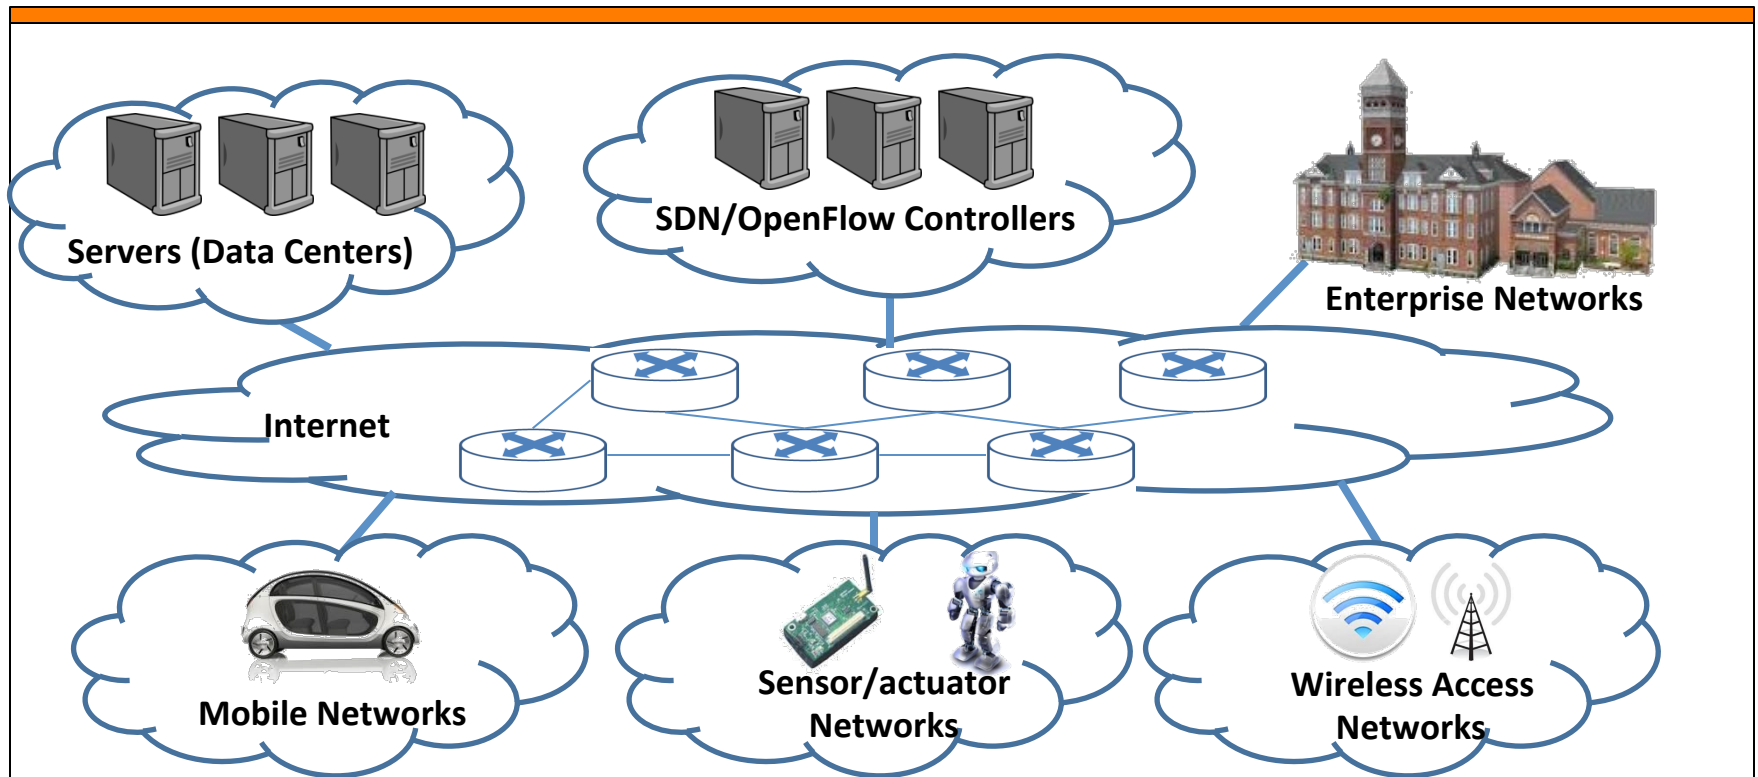 Servers (Data Centers)
SDN/OpenFlow Controllers
Enterprise Networks
Internet
Mobile Networks
Sensor/actuator
Networks
Wireless Access
Networks